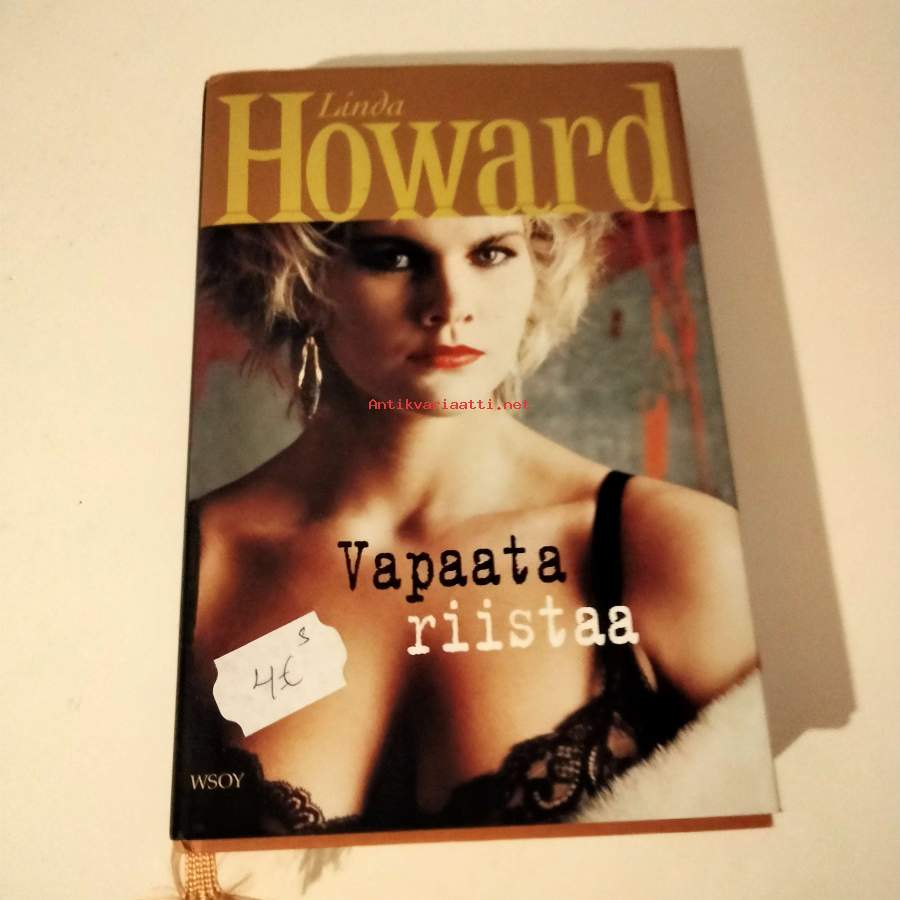 Linda
Howard
Antikvariaatti.net
Vapaata
riistaa
s
4€
WSOY